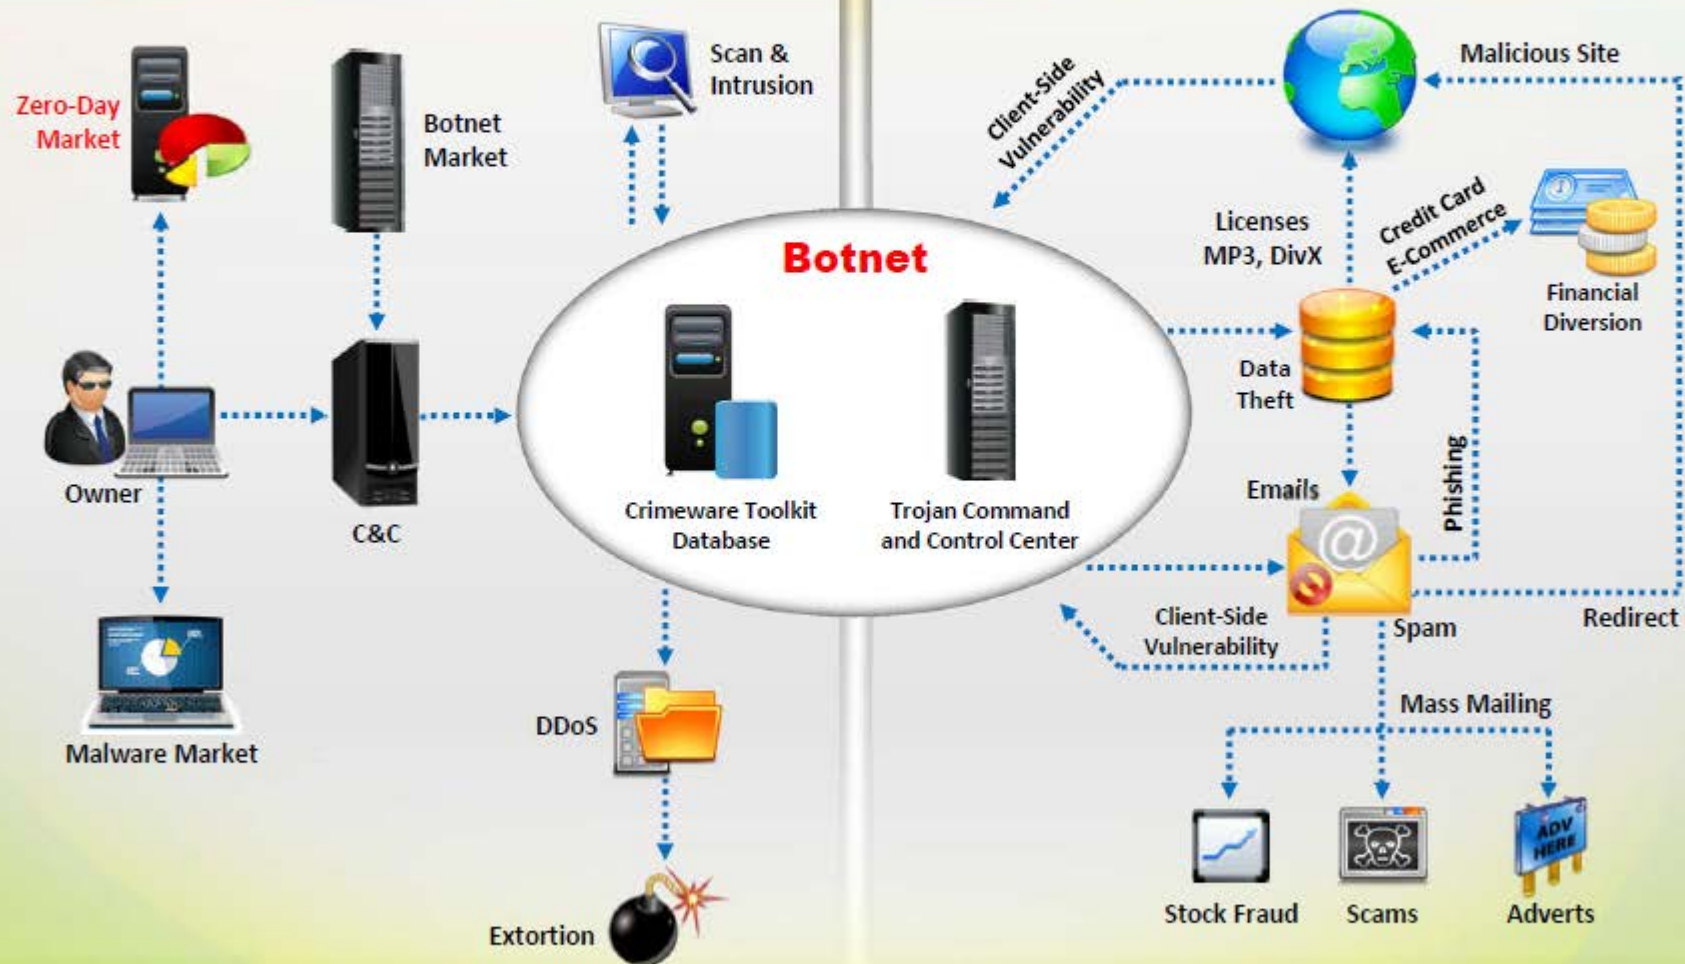 Zero-Day
Market
Botnet
Market
Scan &
Intrusion
Client-Side
Vulnerability
Malicious Site
Licenses
MP3, DivX
Credit Card
E-Commerce
Financial
Diversion
Botnet
Data
Theft
Owner
C&C
Crimeware Toolkit
Database
Trojan Command
and Control Center
Emails
@
Phishing
Client-Side
Vulnerability
Spam
Redirect
Malware Market
DDoS
Mass Mailing
ADV
HERE
Stock Fraud
Scams
Adverts
Extortion